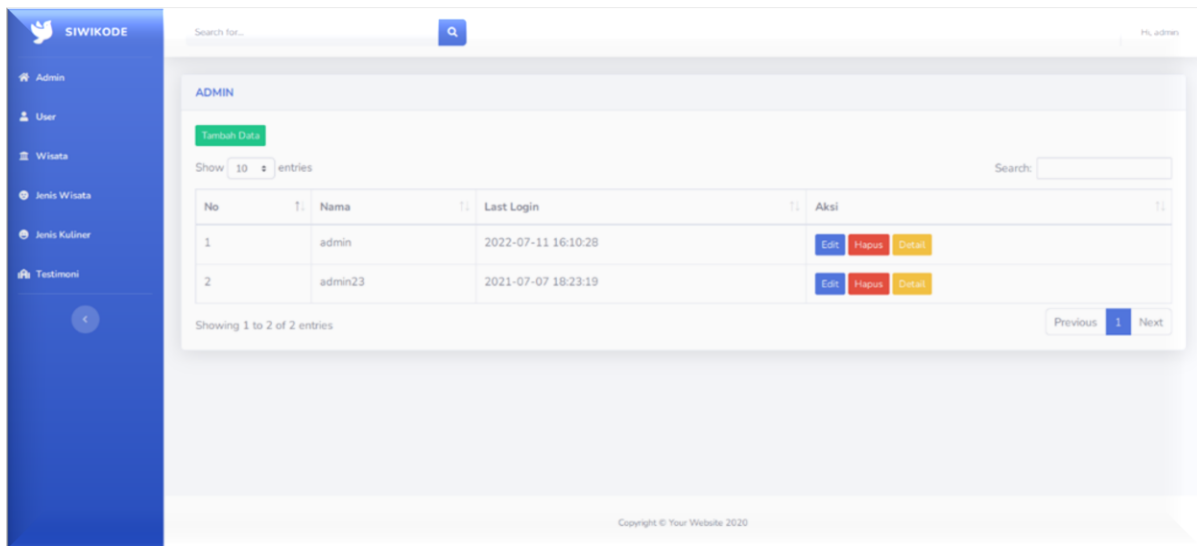 SIWIKODE
Search for...
Hi, admin
Admin
User
Wisata
Jenis Wisata
Jenis Kuliner
Testimoni
ADMIN
Tambah Data
Show 10 entries
Search:
No Nama Last Login Aksi
1 admin 2022-07-11 16:10:28 Edit Hapus Detail
2 admin23 2021-07-07 18:23:19 Edit Hapus Detail
Showing 1 to 2 of 2 entries
Previous 1 Next
Copyright © Your Website 2020